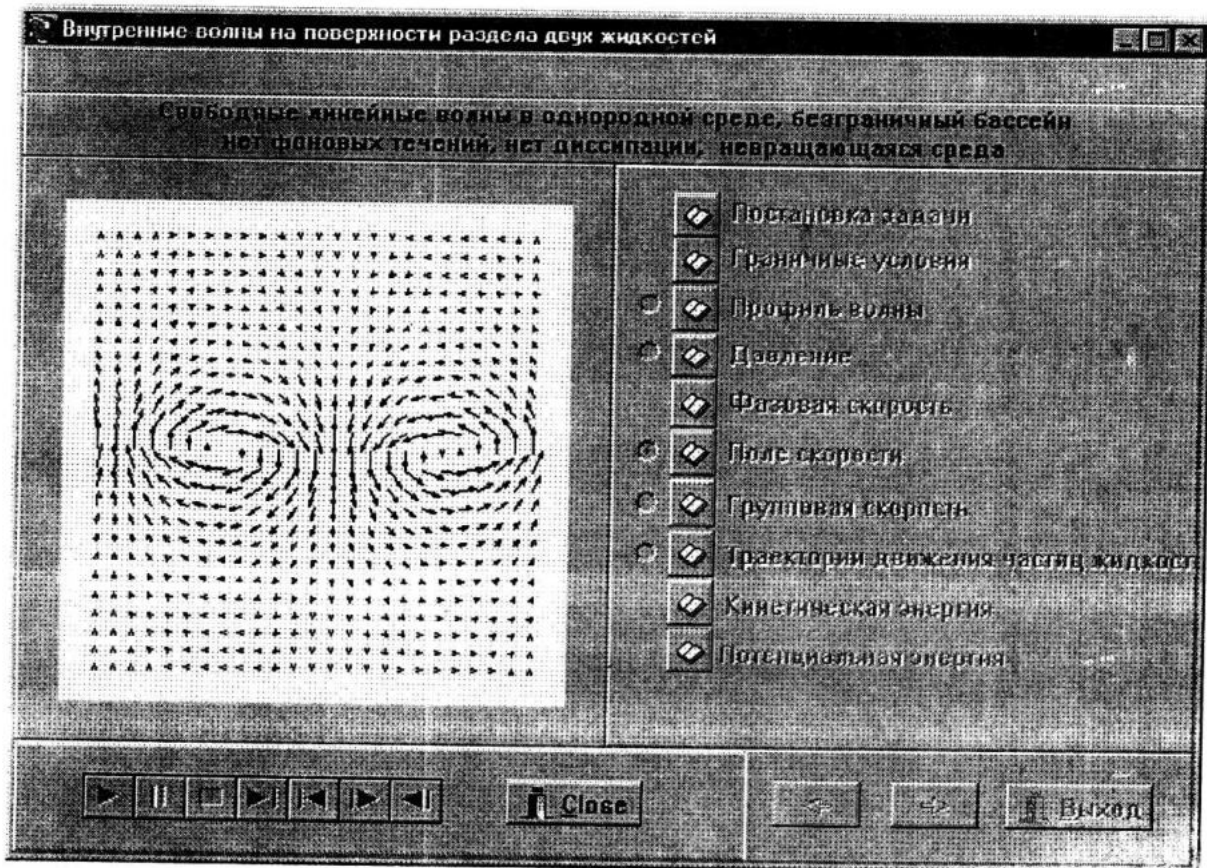 Внутренние волны на поверхности раздела двух жидкостей
Свободные линейные волны в однородной среде, безграничный бассейн
нет фоновых течений, нет диссипации, невращающаяся среда
Постановка задачи
Граничные условия
Профиль волны
Давление
Фазовая скорость
Поле скорости
Групповая скорость
Траектории движения частиц жидкост
Кинетическая энергия
Потенциальная энергия
Close
Выход